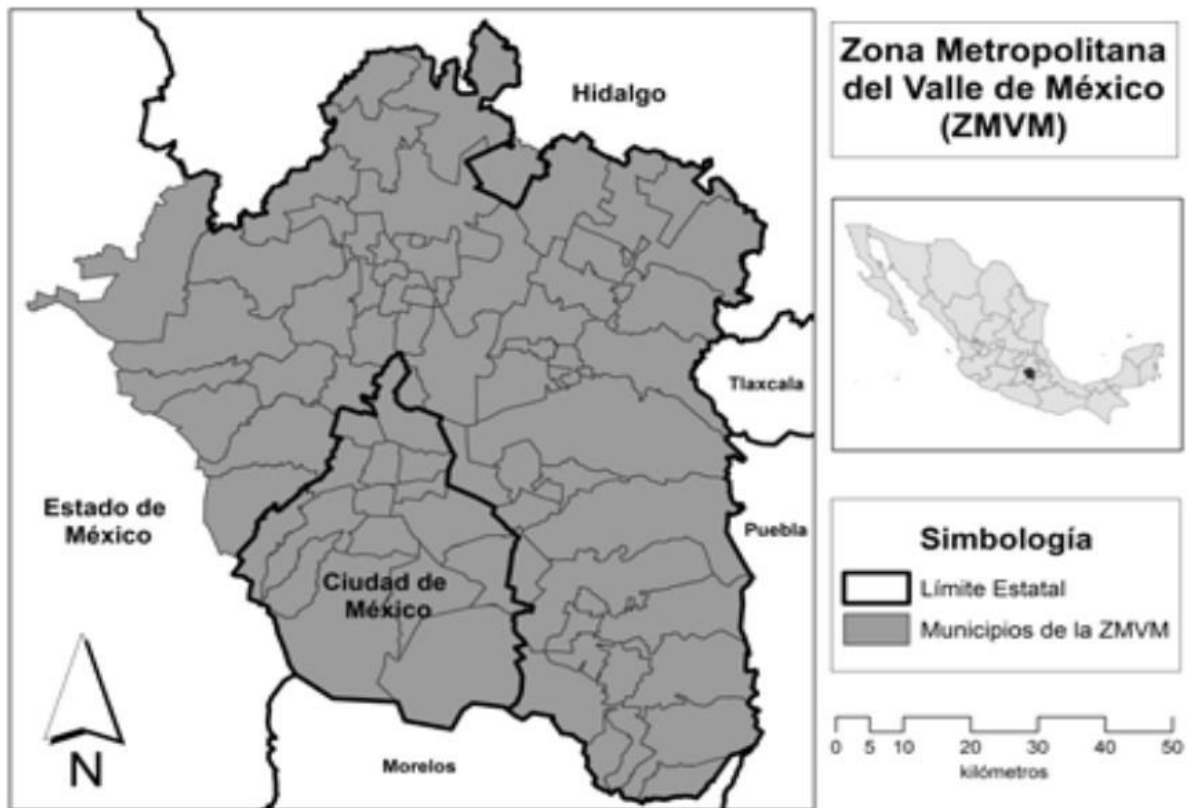 Zona Metropolitana
del Valle de México
(ZMVM)
Hidalgo
Tlaxcala
Puebla
Estado de
México
Ciudad de
México
Morelos
N
Simbología
Límite Estatal
Municipios de la ZMVM
0 5 10 20 30 40 50
kilómetros